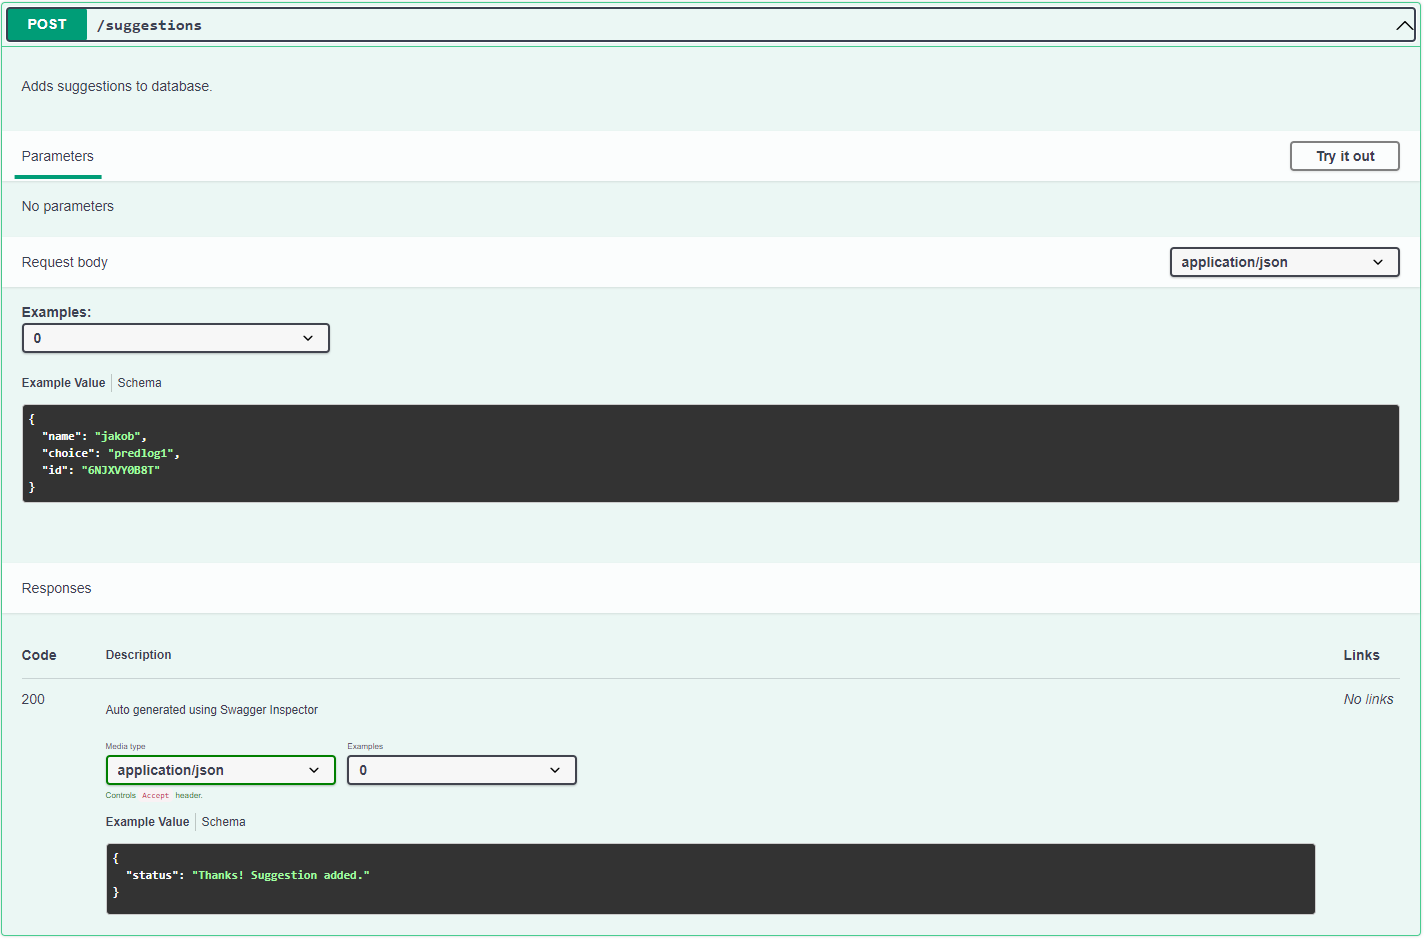 POST /suggestions
Adds suggestions to database.
Parameters
Try it out
No parameters
Request body
application/json
Examples:
0
Example Value Schema
{
"name": "jakob",
"choice": "predlog1",
"id": "6NJXVY0B8T"
}
Responses
Code Description Links
200
Auto generated using Swagger Inspector
No links
Media type Examples
application/json 0
Controls Accept header.
Example Value Schema
{
"status": "Thanks! Suggestion added."
}